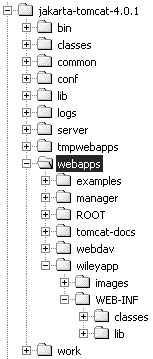 jakarta-tomcat-4.0.1
bin
classes
common
conf
lib
logs
server
tmpwebapps
webapps
examples
manager
ROOT
tomcat-docs
webdav
wileyapp
images
WEB-INF
classes
lib
work